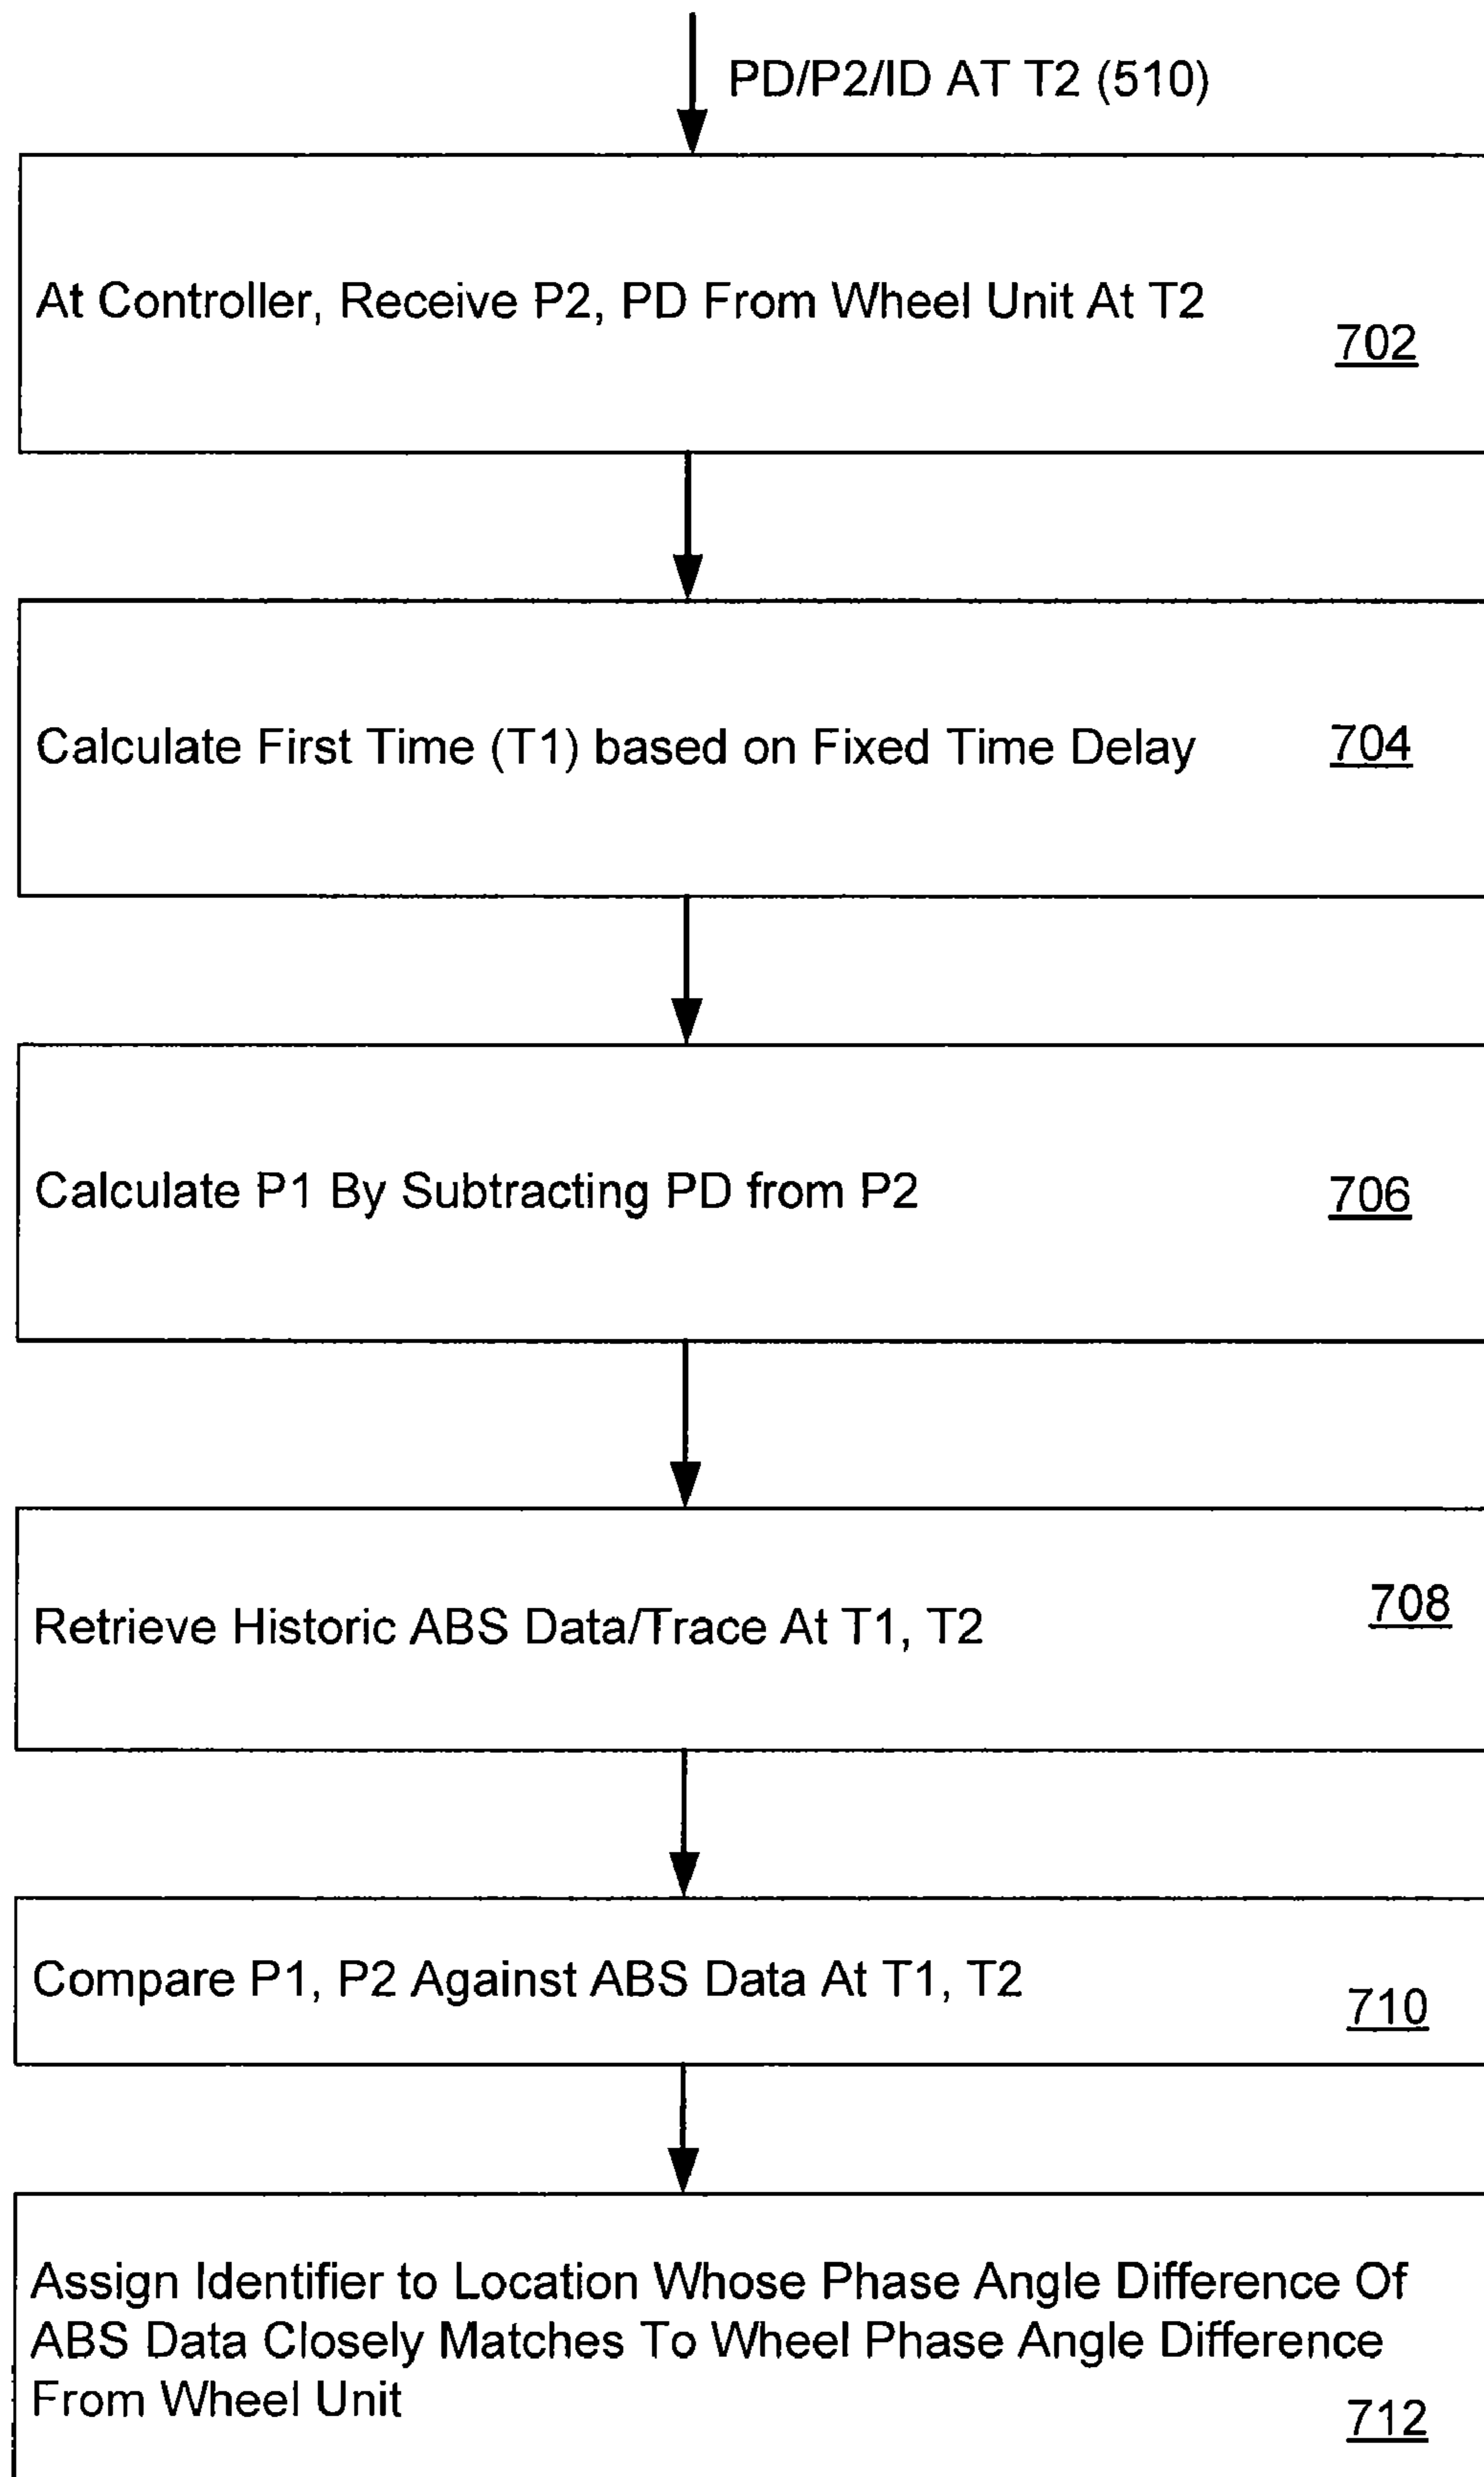 PD/P2/ID AT T2 (510)
At Controller, Receive P2, PD From Wheel Unit At T2
702
Calculate First Time (T1) based on Fixed Time Delay
704
Calculate P1 By Subtracting PD from P2
706
Retrieve Historic ABS Data/Trace At T1, T2
708
Compare P1, P2 Against ABS Data At T1, T2
710
Assign Identifier to Location Whose Phase Angle Difference Of
ABS Data Closely Matches To Wheel Phase Angle Difference
From Wheel Unit
712